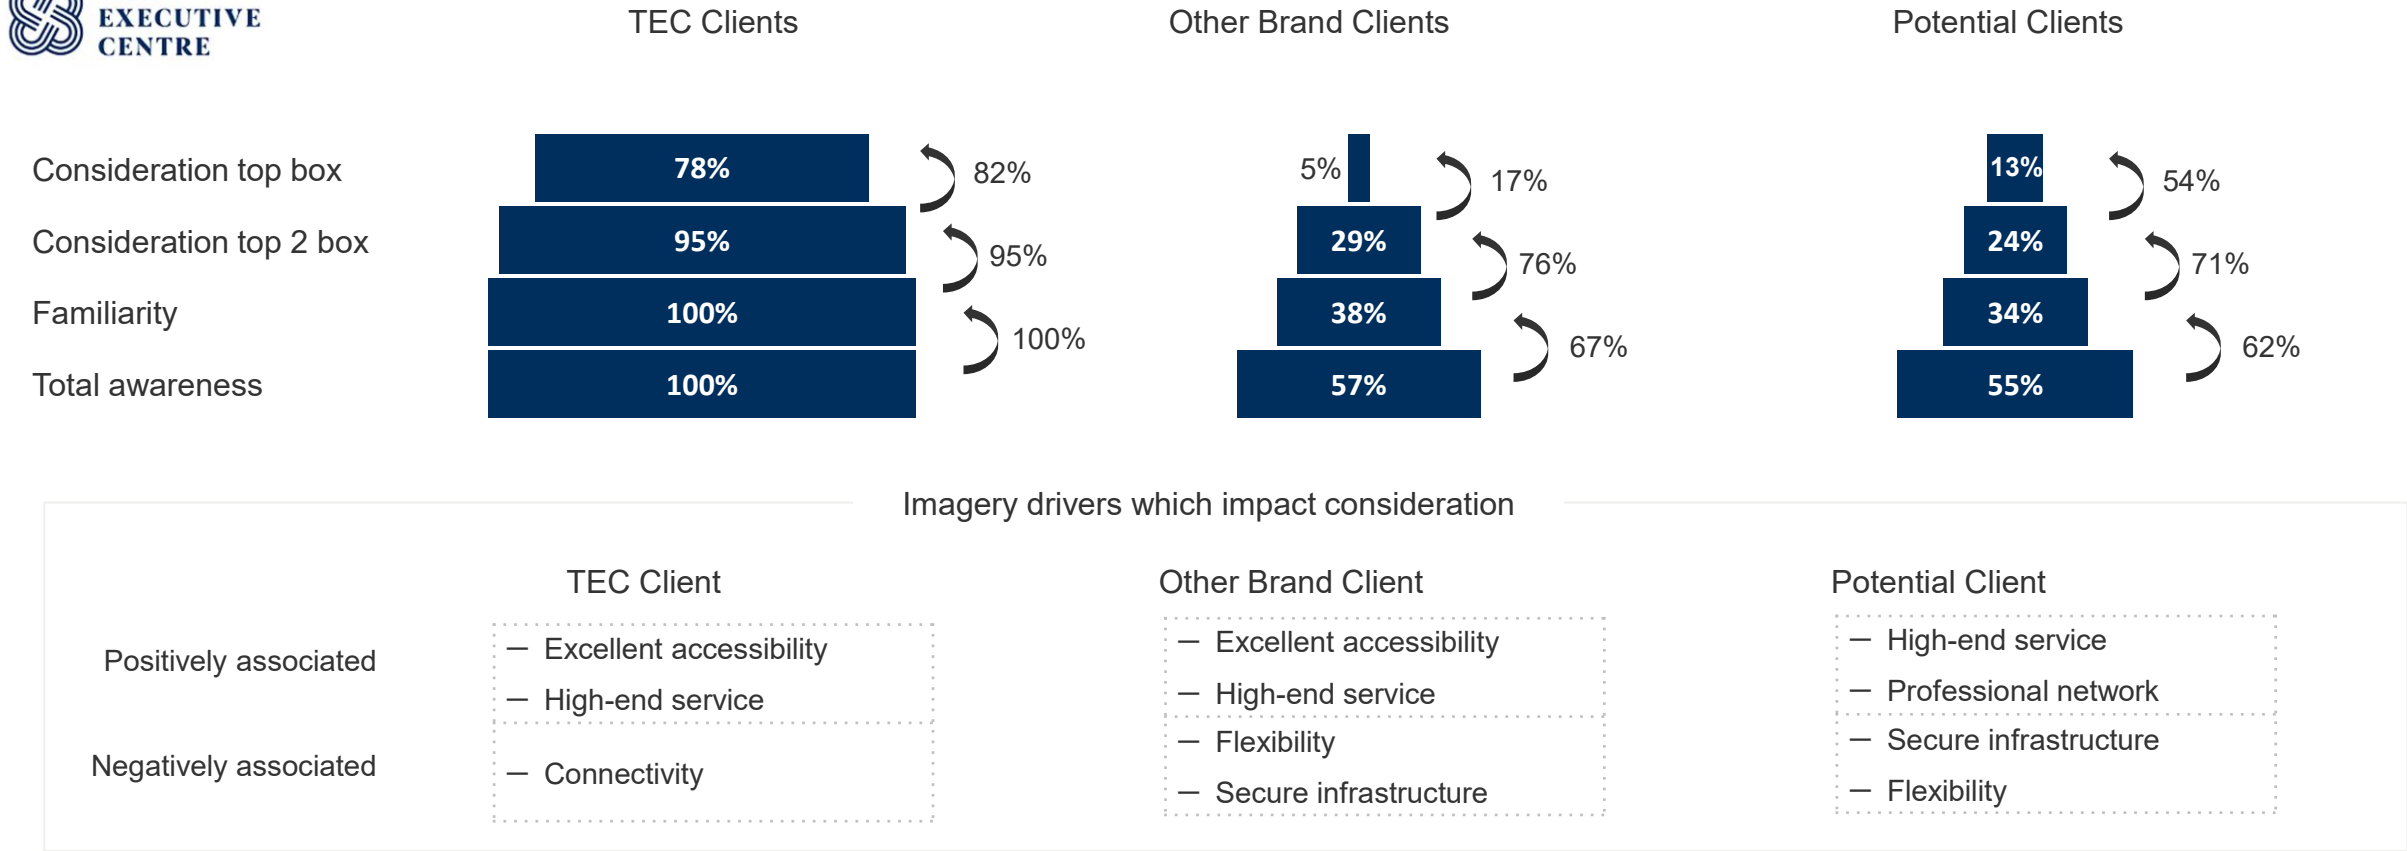 EXECUTIVE
CENTRE
TEC Clients
Other Brand Clients
Potential Clients
Consideration top box
78%
82%
5%
17%
13%
54%
Consideration top 2 box
95%
95%
29%
76%
24%
71%
Familiarity
100%
100%
38%
67%
34%
62%
Total awareness
100%
57%
55%
Imagery drivers which impact consideration
TEC Client
Other Brand Client
Potential Client
Positively associated
— Excellent accessibility
— High-end service
— Excellent accessibility
— High-end service
— High-end service
— Professional network
Negatively associated
— Connectivity
— Flexibility
— Secure infrastructure
— Secure infrastructure
— Flexibility